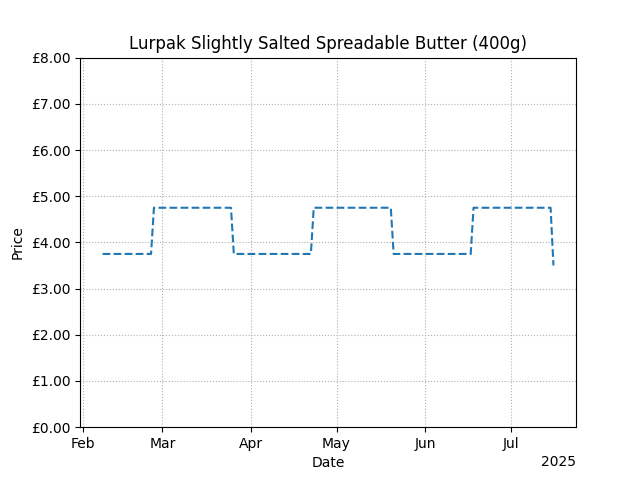 Lurpak Slightly Salted Spreadable Butter (400g)
£8.00
£7.00
£6.00
£5.00
£4.00
£3.00
£2.00
£1.00
£0.00
Price
Feb Mar Apr May Jun Jul
Date
2025